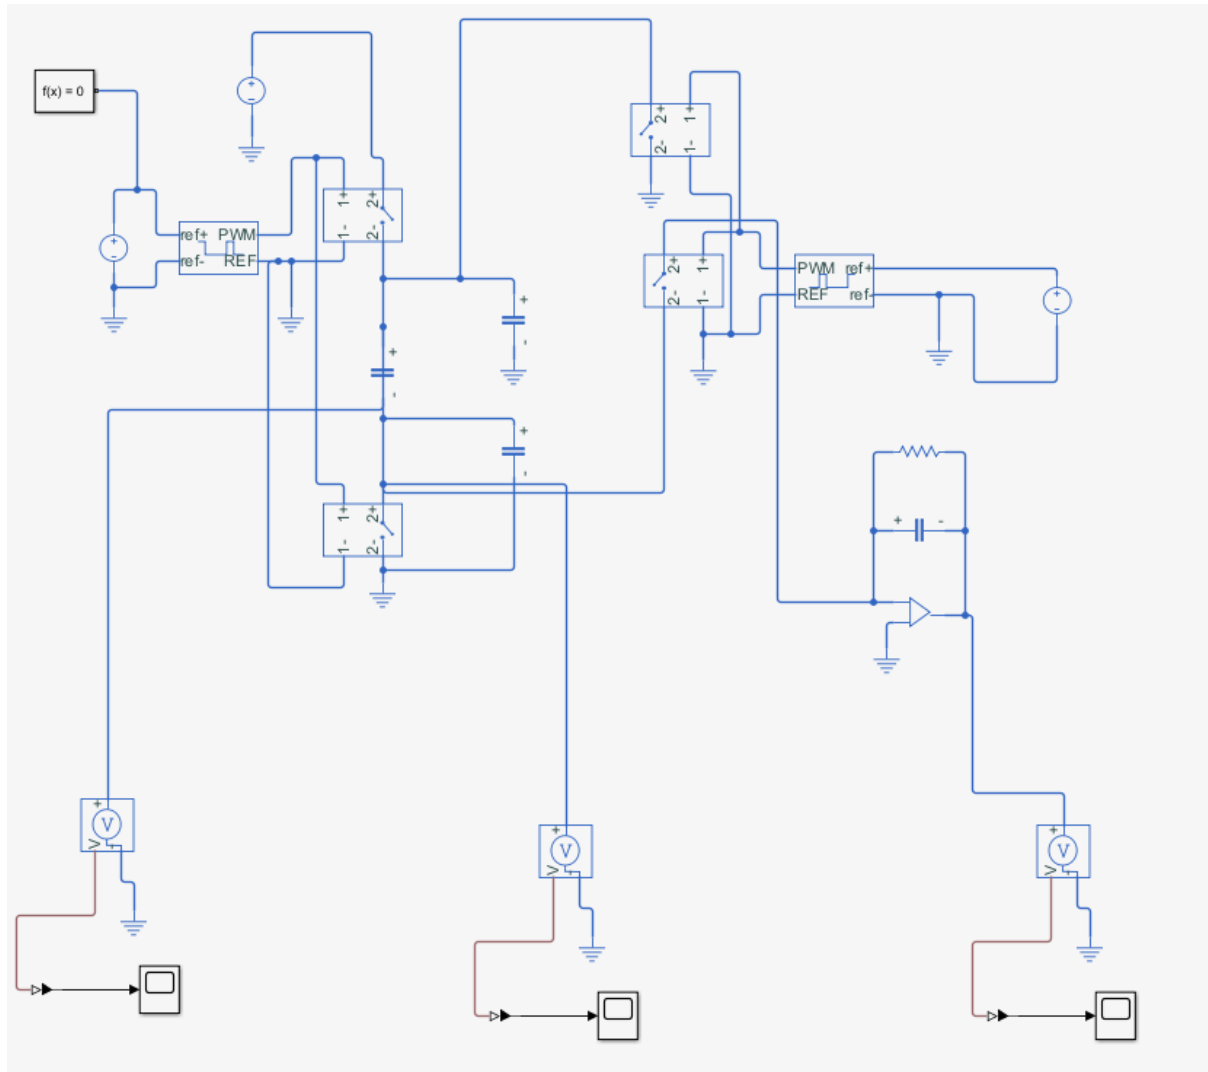 f(x) = 0
+
-
1+ 2+
1- 2-
ref+ PWM
ref- REF
+
-
2+ 1+
2- 1-
2+ 1+
2- 1-
PWM ref+
REF ref-
+
-
+
-
+
-
+
-
1+ 2+
1- 2-
+ -
+
V
V
-
+
V
V
-
+
V
V
-